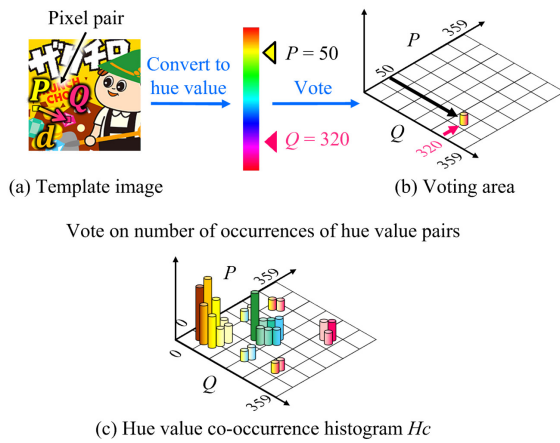 Pixel pair
ザンチロ
P
Q
d
Convert to
hue value
P = 50
Vote
Q = 320
359
P
50
Q
320
359
(a) Template image
(b) Voting area
Vote on number of occurrences of hue value pairs
P
359
0
0
Q
359
(c) Hue value co-occurrence histogram Hc